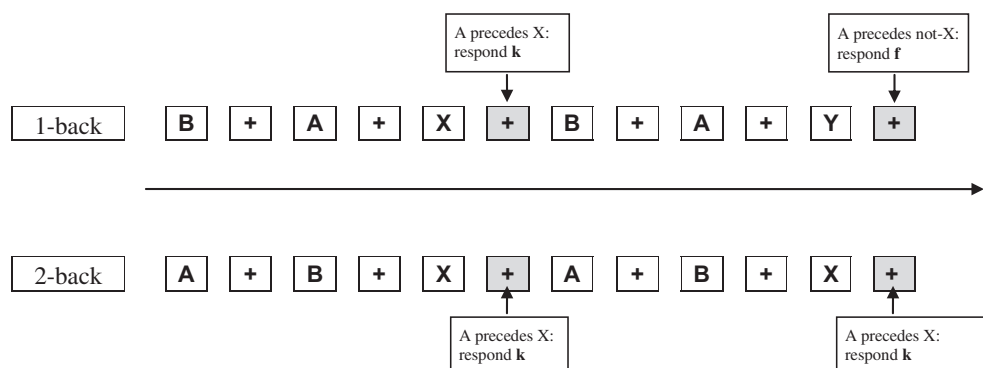 A precedes X:
respond k
A precedes not-X:
respond f
1-back B + A + X + B + A + Y +
2-back A + B + X + A + B + X +
A precedes X:
respond k
A precedes X:
respond k